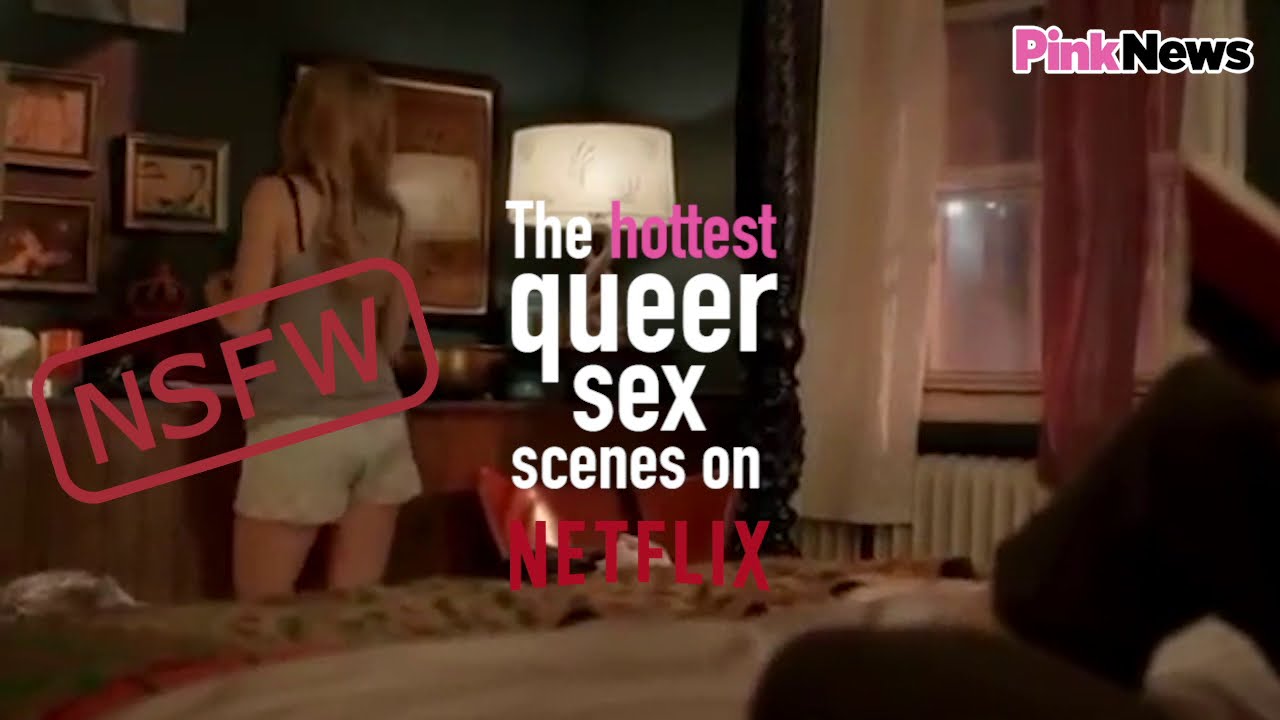 PinkNews
The hottest
queer
sex
scenes on
NETFLIX
NSFW